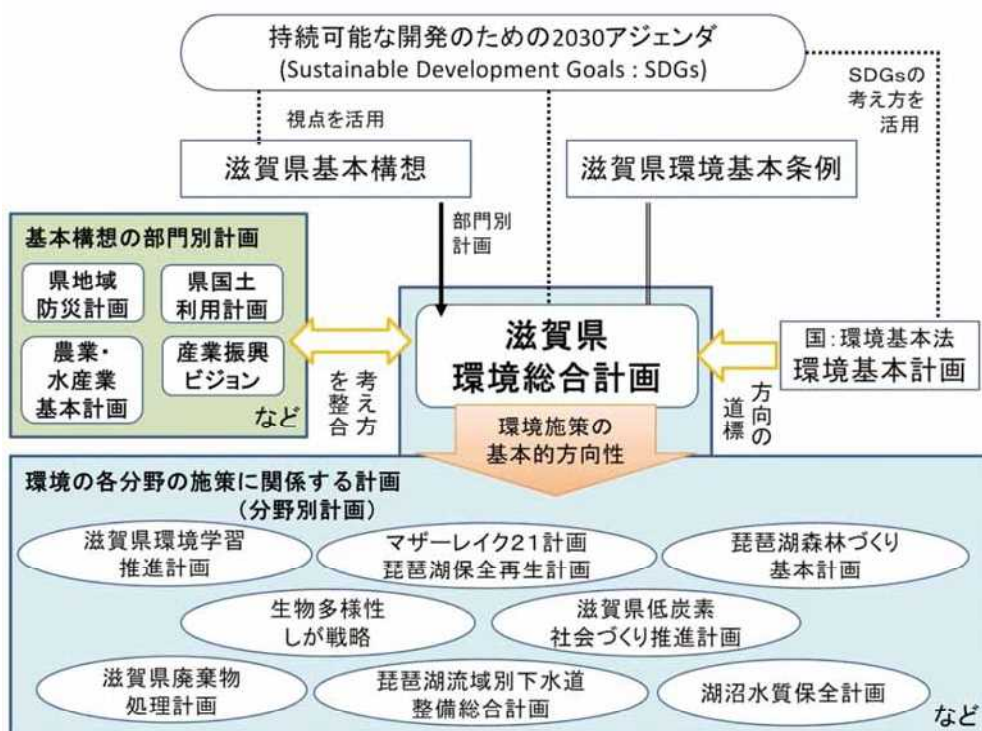 持続可能な開発のための2030アジェンダ
(Sustainable Development Goals : SDGs)
視点を活用
SDGsの
考え方を
活用
滋賀県基本構想
滋賀県環境基本条例
部門別
計画
基本構想の部門別計画
県地域
防災計画
県国土
利用計画
農業・
水産業
基本計画
産業振興
ビジョン
など
考え方
を整合
滋賀県
環境総合計画
国:環境基本法
環境基本計画
方向の
道標
環境施策の
基本的方向性
環境の各分野の施策に関係する計画
(分野別計画)
滋賀県環境学習
推進計画
マザーレイク21計画
琵琶湖保全再生計画
琵琶湖森林づくり
基本計画
生物多様性
しが戦略
滋賀県低炭素
社会づくり推進計画
滋賀県廃棄物
処理計画
琵琶湖流域別下水道
整備総合計画
湖沼水質保全計画
など